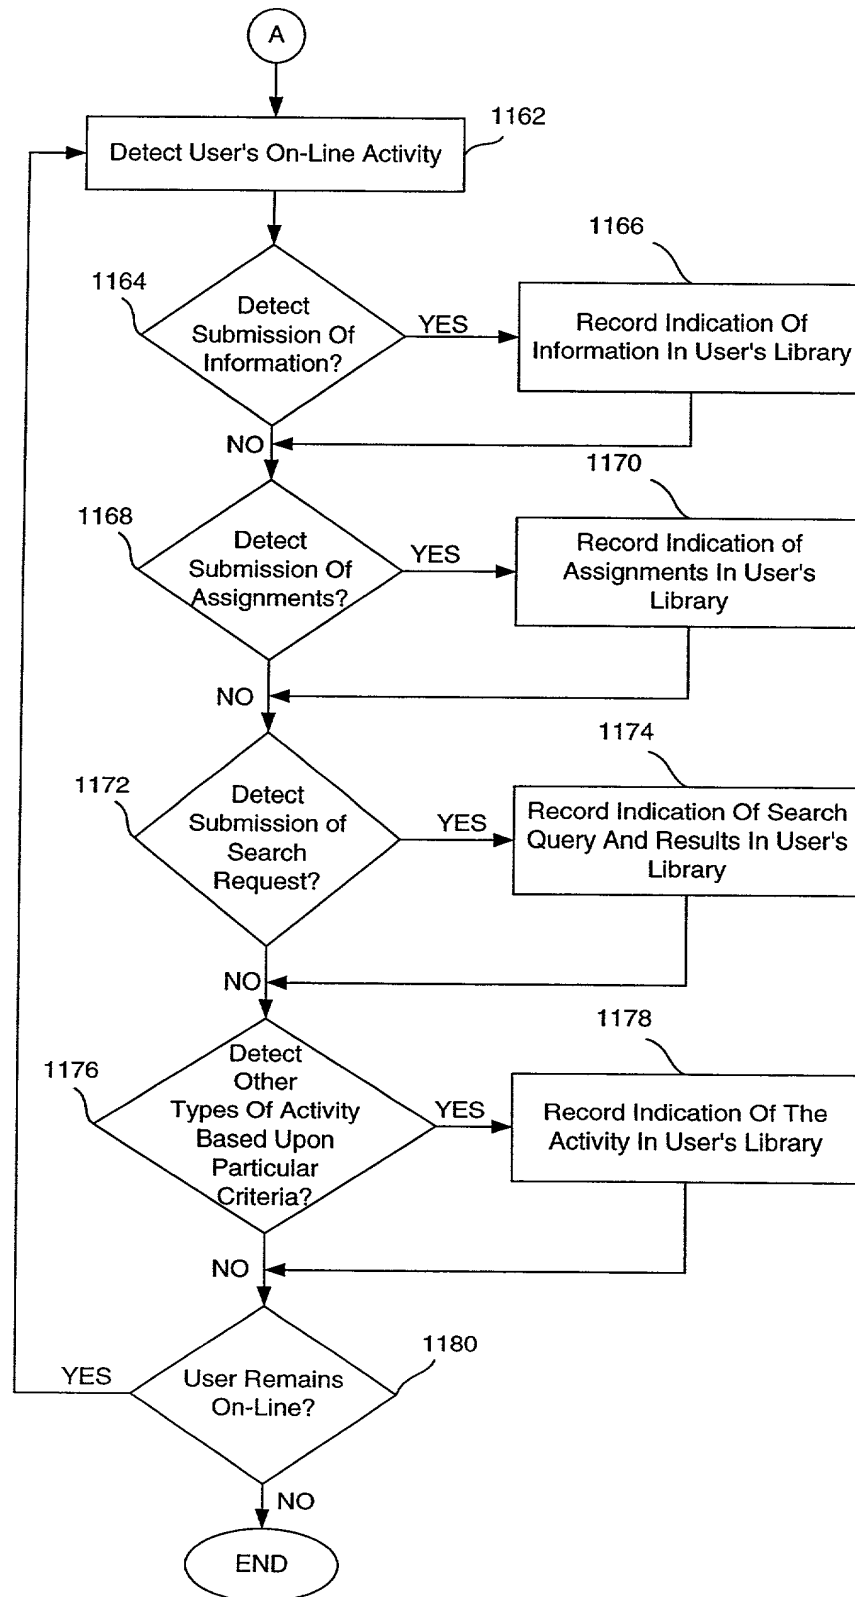 A
1162
Detect User's On-Line Activity
1166
1164
Detect
Submission Of
Information?
YES
Record Indication Of
Information In User's Library
NO
1170
1168
Detect
Submission Of
Assignments?
YES
Record Indication of
Assignments In User's
Library
NO
1174
1172
Detect
Submission of
Search
Request?
YES
Record Indication Of Search
Query And Results In User's
Library
NO
1178
1176
Detect
Other
Types Of Activity
Based Upon
Particular
Criteria?
YES
Record Indication Of The
Activity In User's Library
NO
1180
YES
User Remains
On-Line?
NO
END